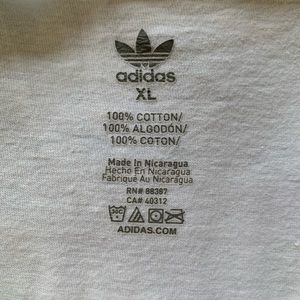 adidas
XL
100% COTTON/
100% ALGODÓN/
100% COTON/
Made In Nicaragua
Hecho En Nicaragua
Fabriqué Au Nicaragua
RN# 88387
CA# 40312
30C
ADIDAS.COM